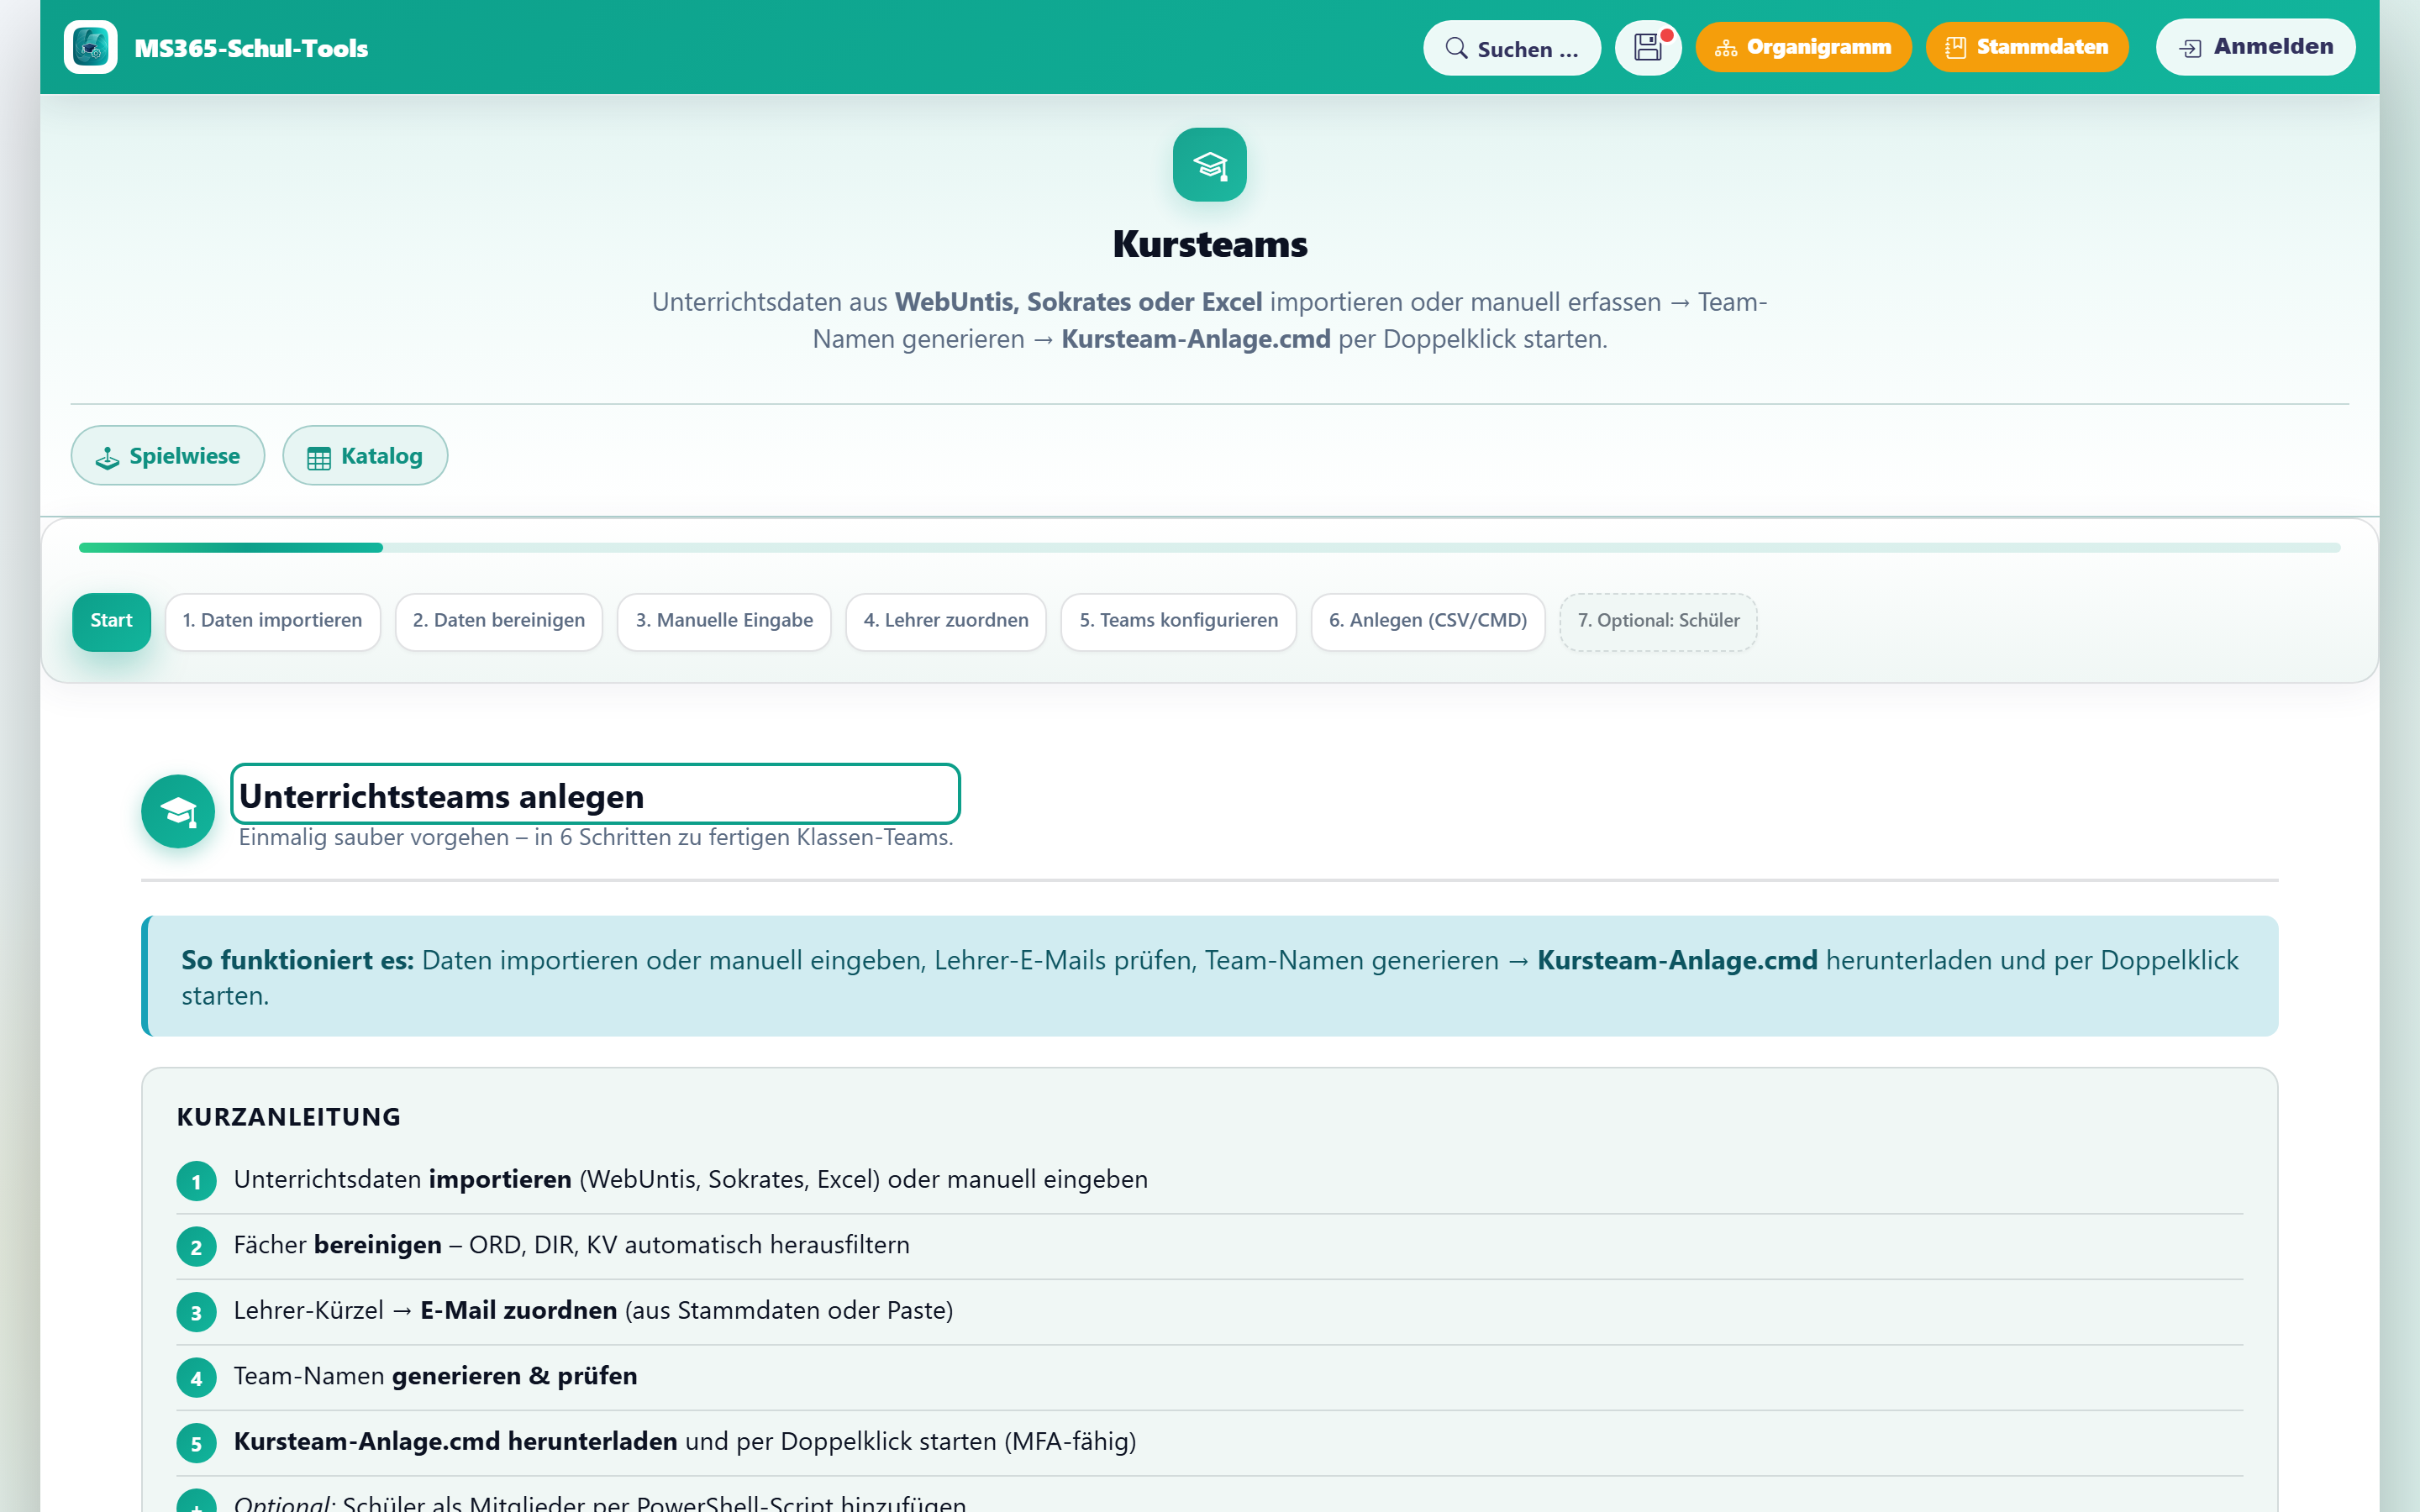 MS365-Schul-Tools
Suchen ...
Organigramm
Stammdaten
Anmelden
Kursteams
Unterrichtsdaten aus WebUntis, Sokrates oder Excel importieren oder manuell erfassen → Team-
Namen generieren → Kursteam-Anlage.cmd per Doppelklick starten.
Spielwiese
Katalog
Start
1. Daten importieren
2. Daten bereinigen
3. Manuelle Eingabe
4. Lehrer zuordnen
5. Teams konfigurieren
6. Anlegen (CSV/CMD)
7. Optional: Schüler
Unterrichtsteams anlegen
Einmalig sauber vorgehen – in 6 Schritten zu fertigen Klassen-Teams.
So funktioniert es: Daten importieren oder manuell eingeben, Lehrer-E-Mails prüfen, Team-Namen generieren → Kursteam-Anlage.cmd herunterladen und per Doppelklick
starten.
KURZANLEITUNG
1 Unterrichtsdaten importieren (WebUntis, Sokrates, Excel) oder manuell eingeben
2 Fächer bereinigen – ORD, DIR, KV automatisch herausfiltern
3 Lehrer-Kürzel → E-Mail zuordnen (aus Stammdaten oder Paste)
4 Team-Namen generieren & prüfen
5 Kursteam-Anlage.cmd herunterladen und per Doppelklick starten (MFA-fähig)
+ Optional: Schüler als Mitglieder per PowerShell-Script hinzufügen